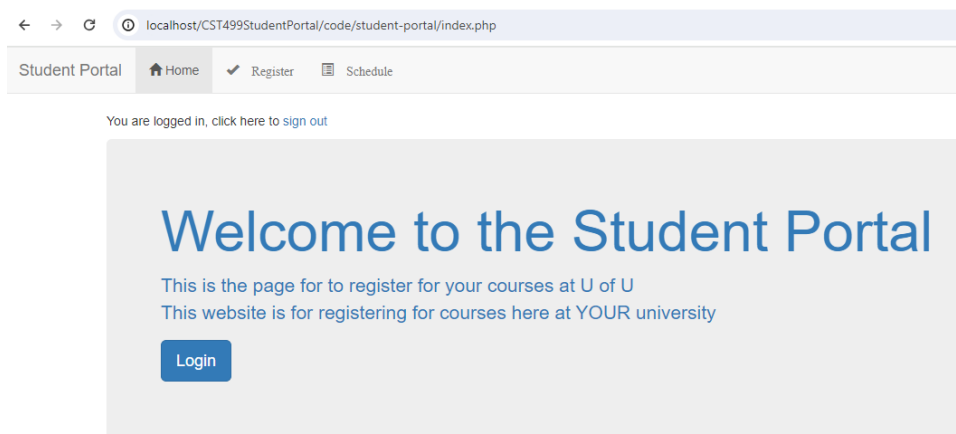 localhost/CST499StudentPortal/code/student-portal/index.php
Student Portal Home Register Schedule
You are logged in, click here to sign out
Welcome to the Student Portal
This is the page for to register for your courses at U of U
This website is for registering for courses here at YOUR university
Login